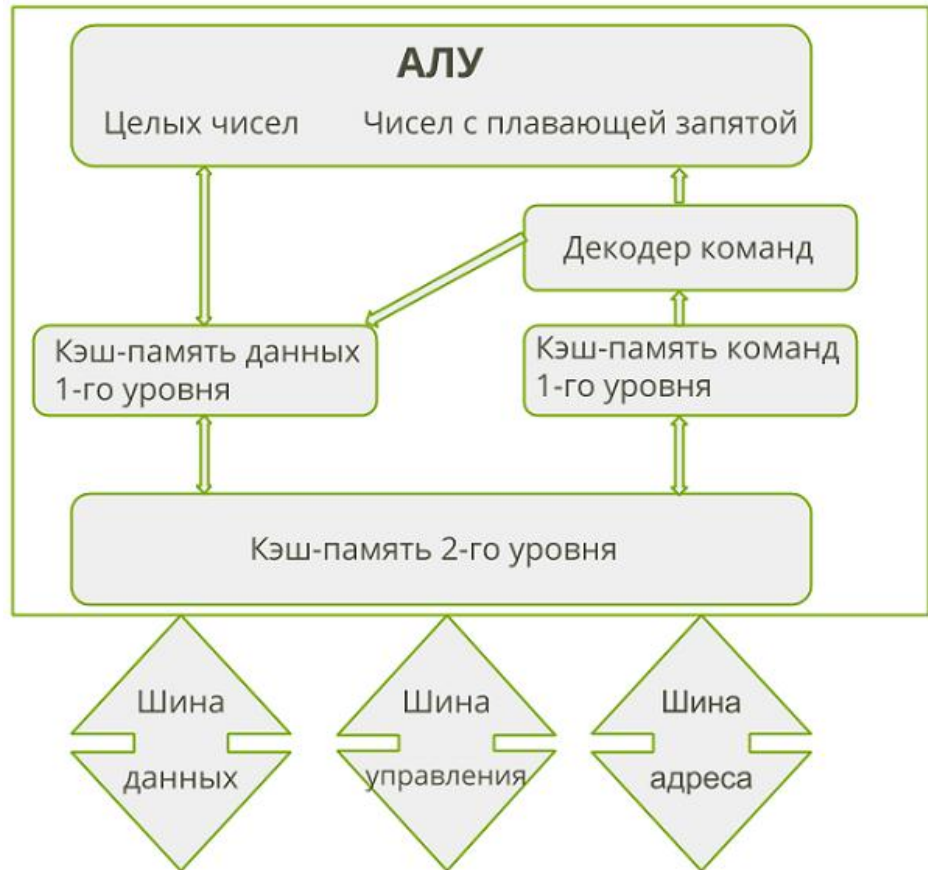 АЛУ
Целых чисел Чисел с плавающей запятой
Декодер команд
Кэш-память данных
1-го уровня
Кэш-память команд
1-го уровня
Кэш-память 2-го уровня
Шина
данных
Шина
управления
Шина
адреса